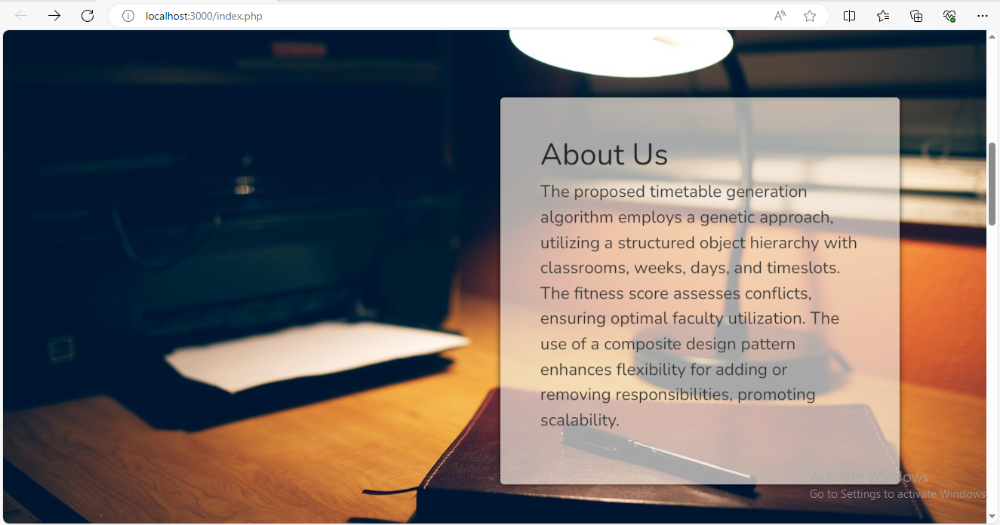 localhost:3000/index.php
About Us
The proposed timetable generation
algorithm employs a genetic approach,
utilizing a structured object hierarchy with
classrooms, weeks, days, and timeslots.
The fitness score assesses conflicts,
ensuring optimal faculty utilization. The
use of a composite design pattern
enhances flexibility for adding or
removing responsibilities, promoting
scalability.
Activate Windows
Go to Settings to activate Windows